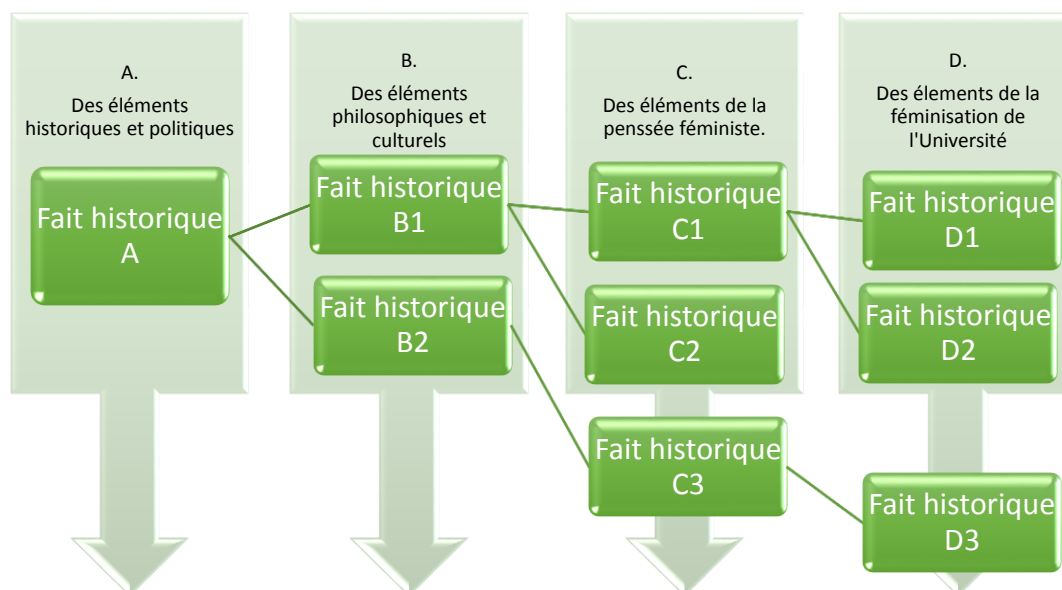 A.
Des éléments
historiques et politiques
Fait historique
A
B.
Des éléments
philosophiques et
culturels
Fait historique
B1
Fait historique
B2
C.
Des éléments de la
penssée féministe.
Fait historique
C1
Fait historique
C2
Fait historique
C3
D.
Des élements de la
féminisation de
l'Université
Fait historique
D1
Fait historique
D2
Fait historique
D3